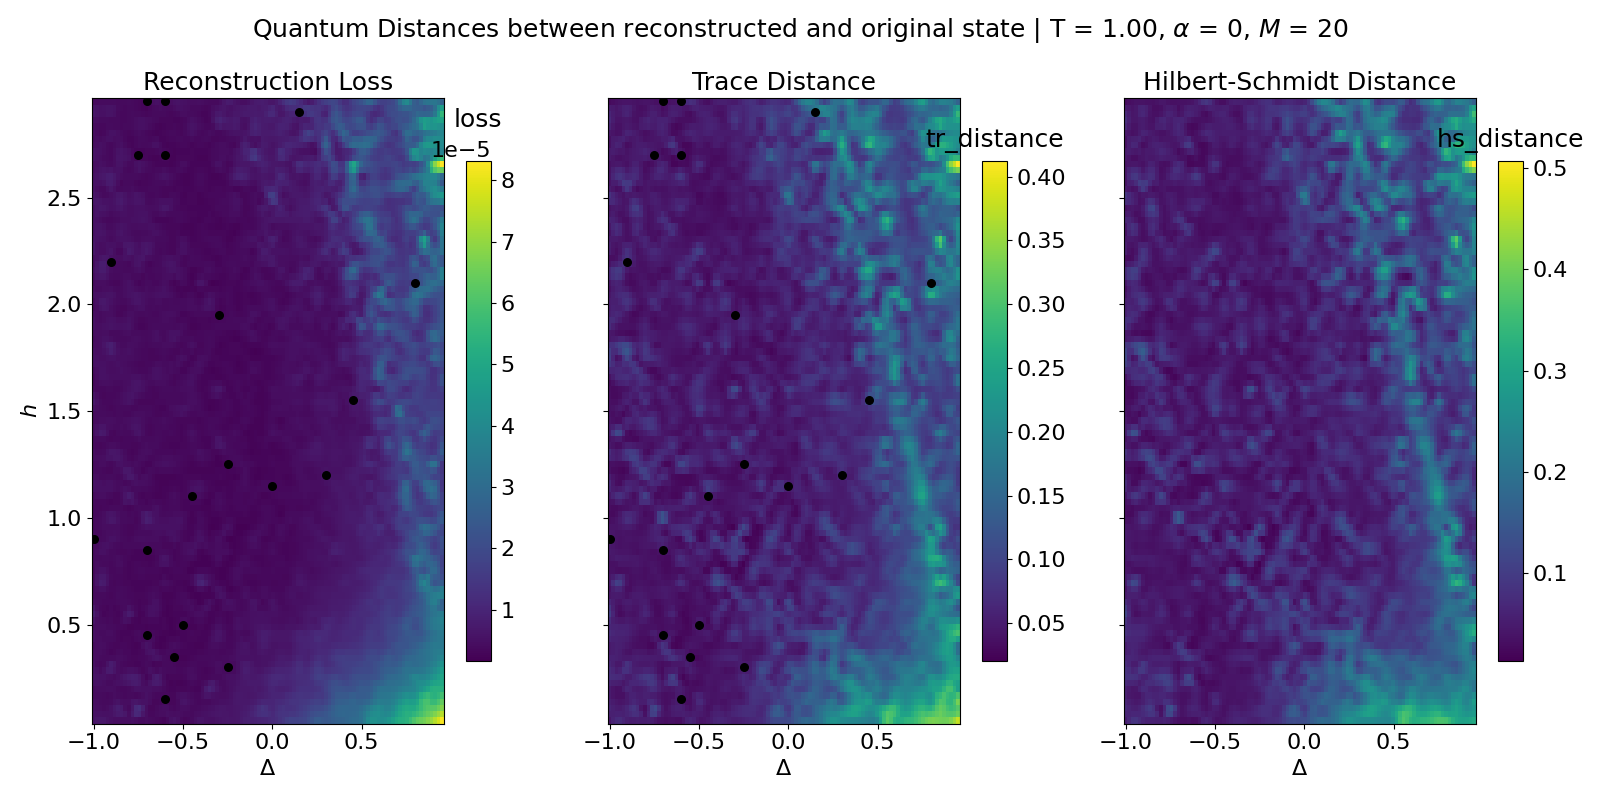 Quantum Distances between reconstructed and original state | T = 1.00, α = 0, M = 20
Reconstruction Loss
Trace Distance
Hilbert-Schmidt Distance
loss
1e−5
8
7
6
5
4
3
2
1
tr_distance
0.40
0.35
0.30
0.25
0.20
0.15
0.10
0.05
hs_distance
0.5
0.4
0.3
0.2
0.1
h
2.5
2.0
1.5
1.0
0.5
−1.0 −0.5 0.0 0.5
Δ
−1.0 −0.5 0.0 0.5
Δ
−1.0 −0.5 0.0 0.5
Δ